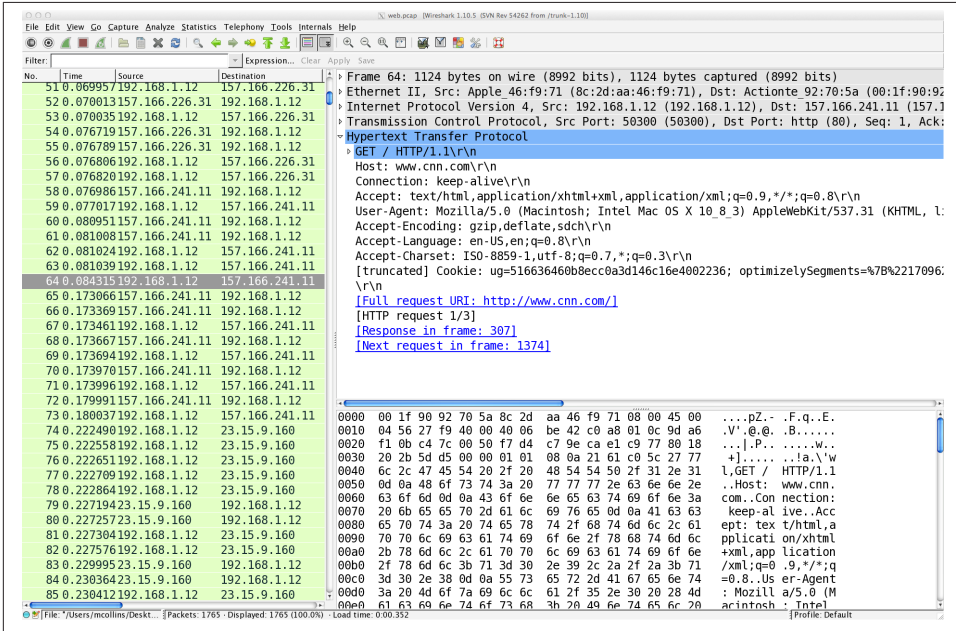 web.pcap [Wireshark 1.10.5 (SVN Rev 54262 from /trunk-1.10)]
File Edit View Go Capture Analyze Statistics Telephony Tools Internals Help
Filter: Expression... Clear Apply Save
No. Time Source Destination
51 0.069957 192.168.1.12 157.166.226.31
52 0.070013 157.166.226.31 192.168.1.12
53 0.070035 192.168.1.12 157.166.226.31
54 0.076719 157.166.226.31 192.168.1.12
55 0.076789 157.166.226.31 192.168.1.12
56 0.076806 192.168.1.12 157.166.226.31
57 0.076820 192.168.1.12 157.166.226.31
58 0.076986 157.166.241.11 192.168.1.12
59 0.077017 192.168.1.12 157.166.241.11
60 0.080951 157.166.241.11 192.168.1.12
61 0.081008 157.166.241.11 192.168.1.12
62 0.081024 192.168.1.12 157.166.241.11
63 0.081039 192.168.1.12 157.166.241.11
64 0.084315 192.168.1.12 157.166.241.11
65 0.173066 157.166.241.11 192.168.1.12
66 0.173369 157.166.241.11 192.168.1.12
67 0.173461 192.168.1.12 157.166.241.11
68 0.173667 157.166.241.11 192.168.1.12
69 0.173694 192.168.1.12 157.166.241.11
70 0.173970 157.166.241.11 192.168.1.12
71 0.173996 192.168.1.12 157.166.241.11
72 0.179991 157.166.241.11 192.168.1.12
73 0.180037 192.168.1.12 157.166.241.11
74 0.222490 192.168.1.12 23.15.9.160
75 0.222558 192.168.1.12 23.15.9.160
76 0.222651 192.168.1.12 23.15.9.160
77 0.222709 192.168.1.12 23.15.9.160
78 0.222864 192.168.1.12 23.15.9.160
79 0.227194 23.15.9.160 192.168.1.12
80 0.227257 23.15.9.160 192.168.1.12
81 0.227304 192.168.1.12 23.15.9.160
82 0.227576 192.168.1.12 23.15.9.160
83 0.229995 23.15.9.160 192.168.1.12
84 0.230364 23.15.9.160 192.168.1.12
85 0.230412 192.168.1.12 23.15.9.160
Frame 64: 1124 bytes on wire (8992 bits), 1124 bytes captured (8992 bits)
Ethernet II, Src: Apple_46:f9:71 (8c:2d:aa:46:f9:71), Dst: Actionte_92:70:5a (00:1f:90:92
Internet Protocol Version 4, Src: 192.168.1.12 (192.168.1.12), Dst: 157.166.241.11 (157.1
Transmission Control Protocol, Src Port: 50300 (50300), Dst Port: http (80), Seq: 1, Ack:
Hypertext Transfer Protocol
GET / HTTP/1.1\r\n
Host: www.cnn.com\r\n
Connection: keep-alive\r\n
Accept: text/html,application/xhtml+xml,application/xml;q=0.9,*/*;q=0.8\r\n
User-Agent: Mozilla/5.0 (Macintosh; Intel Mac OS X 10_8_3) AppleWebKit/537.31 (KHTML, li
Accept-Encoding: gzip,deflate,sdch\r\n
Accept-Language: en-US,en;q=0.8\r\n
Accept-Charset: ISO-8859-1,utf-8;q=0.7,*;q=0.3\r\n
[truncated] Cookie: ug=516636460b8ecc0a3d146c16e4002236; optimizelySegments=%7B%22170962
\r\n
[Full request URI: http://www.cnn.com/]
[HTTP request 1/3]
[Response in frame: 307]
[Next request in frame: 1374]
0000 00 1f 90 92 70 5a 8c 2d aa 46 f9 71 08 00 45 00 ....pZ.- .F.q..E.
0010 04 56 27 f9 40 00 40 06 be 42 c0 a8 01 0c 9d a6 .V'.@.@. .B......
0020 f1 0b c4 7c 00 50 f7 d4 c7 9e ca e1 c9 77 80 18 ...|.P.. .....w..
0030 20 2b 5d d5 00 00 01 01 08 0a 21 61 c0 5c 27 77 +]..... ..!a.\'w
0040 6c 2c 47 45 54 20 2f 20 48 54 54 50 2f 31 2e 31 l,GET / HTTP/1.1
0050 0d 0a 48 6f 73 74 3a 20 77 77 77 2e 63 6e 6e 2e ..Host: www.cnn.
0060 63 6f 6d 0d 0a 43 6f 6e 6e 65 63 74 69 6f 6e 3a com..Con nection:
0070 20 6b 65 65 70 2d 61 6c 69 76 65 0d 0a 41 63 63 keep-al ive..Acc
0080 65 70 74 3a 20 74 65 78 74 2f 68 74 6d 6c 2c 61 ept: tex t/html,a
0090 70 70 6c 69 63 61 74 69 6f 6e 2f 78 68 74 6d 6c pplicati on/xhtml
00a0 2b 78 6d 6c 2c 61 70 70 6c 69 63 61 74 69 6f 6e +xml,app lication
00b0 2f 78 6d 6c 3b 71 3d 30 2e 39 2c 2a 2f 2a 3b 71 /xml;q=0 .9,*/*;q
00c0 3d 30 2e 38 0d 0a 55 73 65 72 2d 41 67 65 6e 74 =0.8..Us er-Agent
00d0 3a 20 4d 6f 7a 69 6c 6c 61 2f 35 2e 30 20 28 4d : Mozill a/5.0 (M
00e0 61 63 69 6e 74 6f 73 68 3b 20 49 6e 74 65 6c 20 acintosh ; Intel
File: "/Users/mcollins/Deskt... Packets: 1765 · Displayed: 1765 (100.0%) · Load time: 0:00.352 Profile: Default